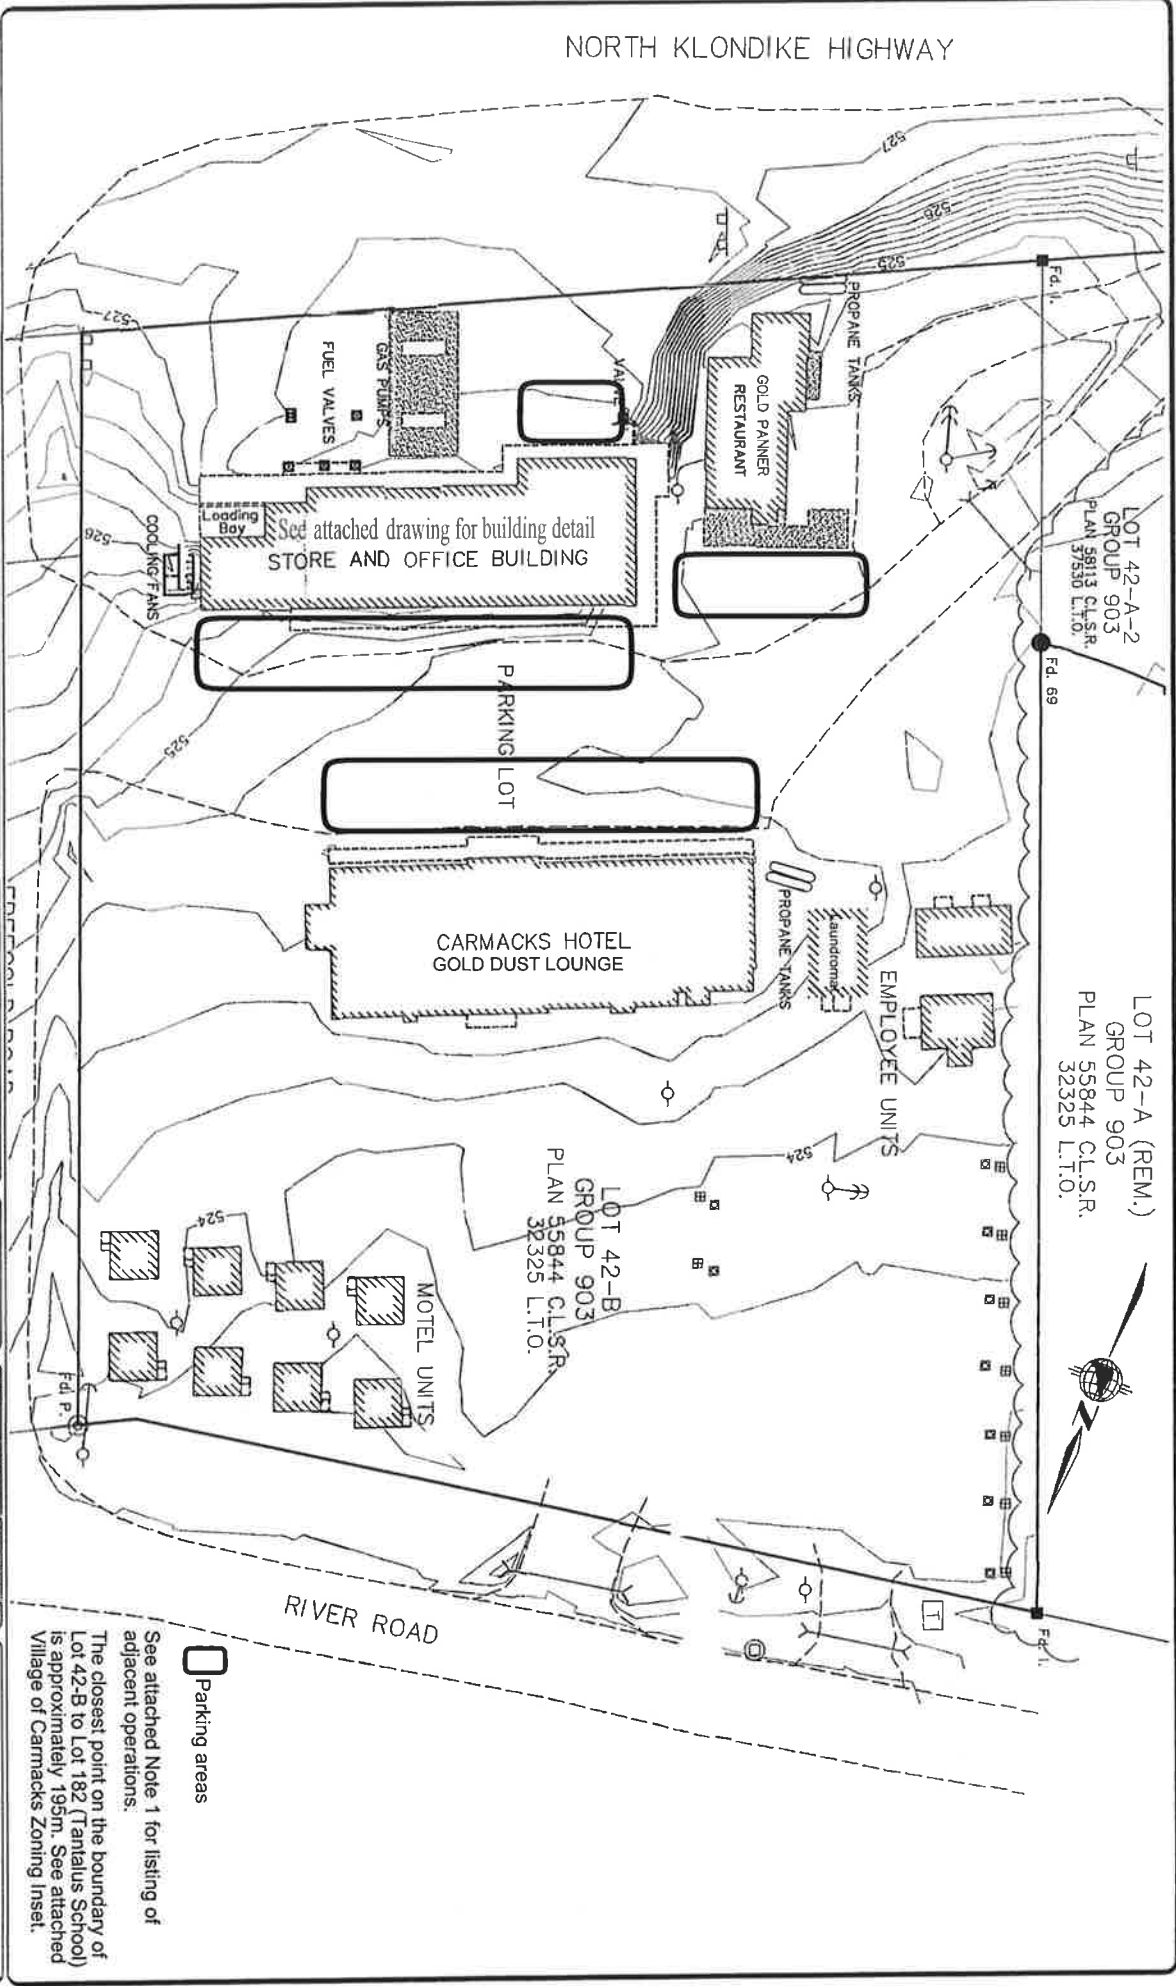 NORTH KLONDIKE HIGHWAY
527
526
525
Fd. I.
PROPANE TANKS
527
FUEL VALVES
GAS PUMPS
GOLD PANNER
RESTAURANT
LOT 42-A-2
GROUP 903
PLAN 58113 C.L.S.R.
37530 L.T.O.
Loading
Bay
See attached drawing for building detail
STORE AND OFFICE BUILDING
526
COOLING FANS
Fd. 69
PARKING LOT
525
CARMACKS HOTEL
GOLD DUST LOUNGE
PROPANE TANKS
Laundromat
EMPLOYEE UNITS
LOT 42-A (REM.)
GROUP 903
PLAN 55844 C.L.S.R.
32325 L.T.O.
524
LOT 42-B
GROUP 903
PLAN 55844 C.L.S.R.
32325 L.T.O.
524
MOTEL UNITS
N
Fd. P.
T
Fd. I.
RIVER ROAD
Parking areas
See attached Note 1 for listing of
adjacent operations.
The closest point on the boundary of
Lot 42-B to Lot 182 (Tantalus School)
is approximately 195m. See attached
Village of Carmacks Zoning Inset.